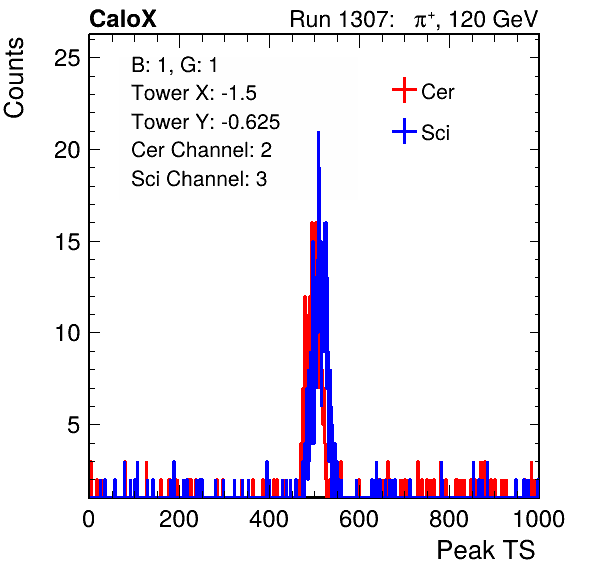 CaloX
Run 1307: π⁺, 120 GeV
Counts
B: 1, G: 1
Tower X: -1.5
Tower Y: -0.625
Cer Channel: 2
Sci Channel: 3
Cer
Sci
25
20
15
10
5
0 200 400 600 800 1000
Peak TS